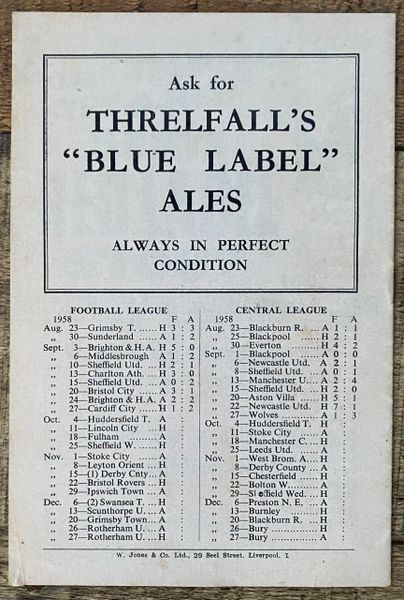 Ask for
THRELFALL'S
"BLUE LABEL"
ALES
ALWAYS IN PERFECT
CONDITION
FOOTBALL LEAGUE
1958 F A
Aug. 23—Grimsby T. ...... H 3 : 3
„ 30—Sunderland ...... A 1 : 2
Sept. 3—Brighton & H.A. H 5 : 0
„ 6—Middlesbrough A 1 : 2
„ 10—Sheffield Utd. ... H 2 : 1
„ 13—Charlton Ath. ... H 3 : 0
„ 15—Sheffield Utd. ... A 0 : 2
„ 20—Bristol City ...... A 3 : 1
„ 24—Brighton & H.A. A 2 : 2
„ 27—Cardiff City ...... H 1 : 2
Oct. 4—Huddersfield T. A :
„ 11—Lincoln City ... H :
„ 18—Fulham ............ A :
„ 25—Sheffield W. ...... H :
Nov. 1—Stoke City ...... A :
„ 8—Leyton Orient ... H :
„ 15—(1) Derby Cnty... A :
„ 22—Bristol Rovers ... H :
„ 29—Ipswich Town ... A :
Dec. 6—(2) Swansea T. ... H :
„ 13—Scunthorpe U. ... A :
„ 20—Grimsby Town... A :
„ 26—Rotherham U. ... A :
„ 27—Rotherham U. ... H :
CENTRAL LEAGUE
1958 F A
Aug. 23—Blackburn R. ... A 1 : 1
„ 25—Blackpool ...... H 2 : 1
„ 30—Everton ............ H 4 : 2
Sept. 1—Blackpool ......... A 0 : 0
„ 6—Newcastle Utd. A 2 : 1
„ 8—Sheffield Utd. ... A 0 : 1
„ 13—Manchester U.... A 2 : 4
„ 15—Sheffield Utd. ... H 2 : 0
„ 20—Aston Villa ...... H 5 : 1
„ 22—Newcastle Utd. H 7 : 1
„ 27—Wolves ............ A 1 : 3
Oct. 4—Huddersfield T. H :
„ 11—Stoke City ...... A :
„ 18—Manchester C. ... H :
„ 25—Leeds Utd. ...... A :
Nov. 1—West Brom. A.... H :
„ 8—Derby County ... A :
„ 15—Chesterfield ...... H :
„ 22—Bolton W.......... A :
„ 29—Sheffield Wed. ... H :
Dec. 6—Preston N. E. ... A :
„ 13—Burnley ............ H :
„ 20—Blackburn R. ... H :
„ 26—Bury ............... H :
„ 27—Bury ............... A :
W. Jones & Co. Ltd., 29 Seel Street, Liverpool, 1